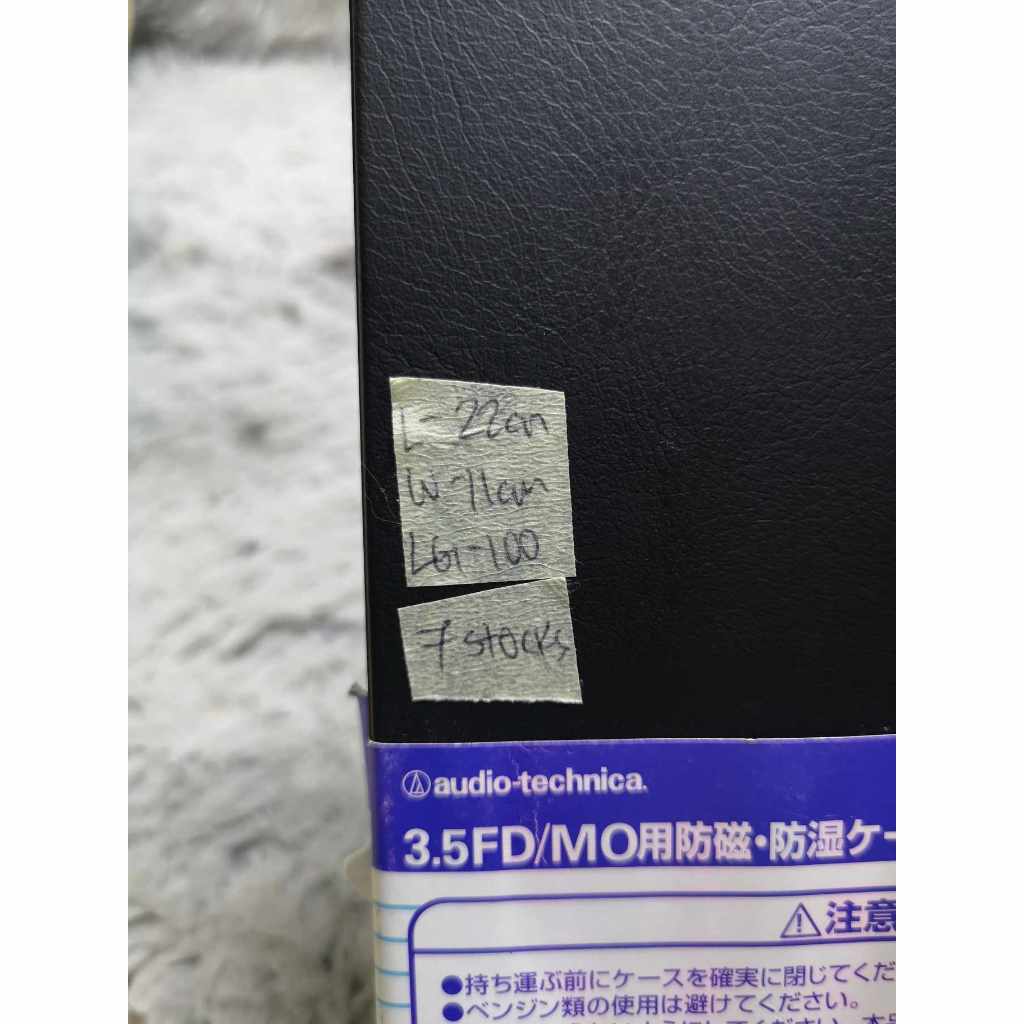 L-22cm
W-11cm
LG1-100
7 stocks
audio-technica.
3.5FD/MO用防磁・防湿ケー
⚠注意
●持ち運ぶ前にケースを確実に閉じてくだ
●ベンジン類の使用は避けてください。